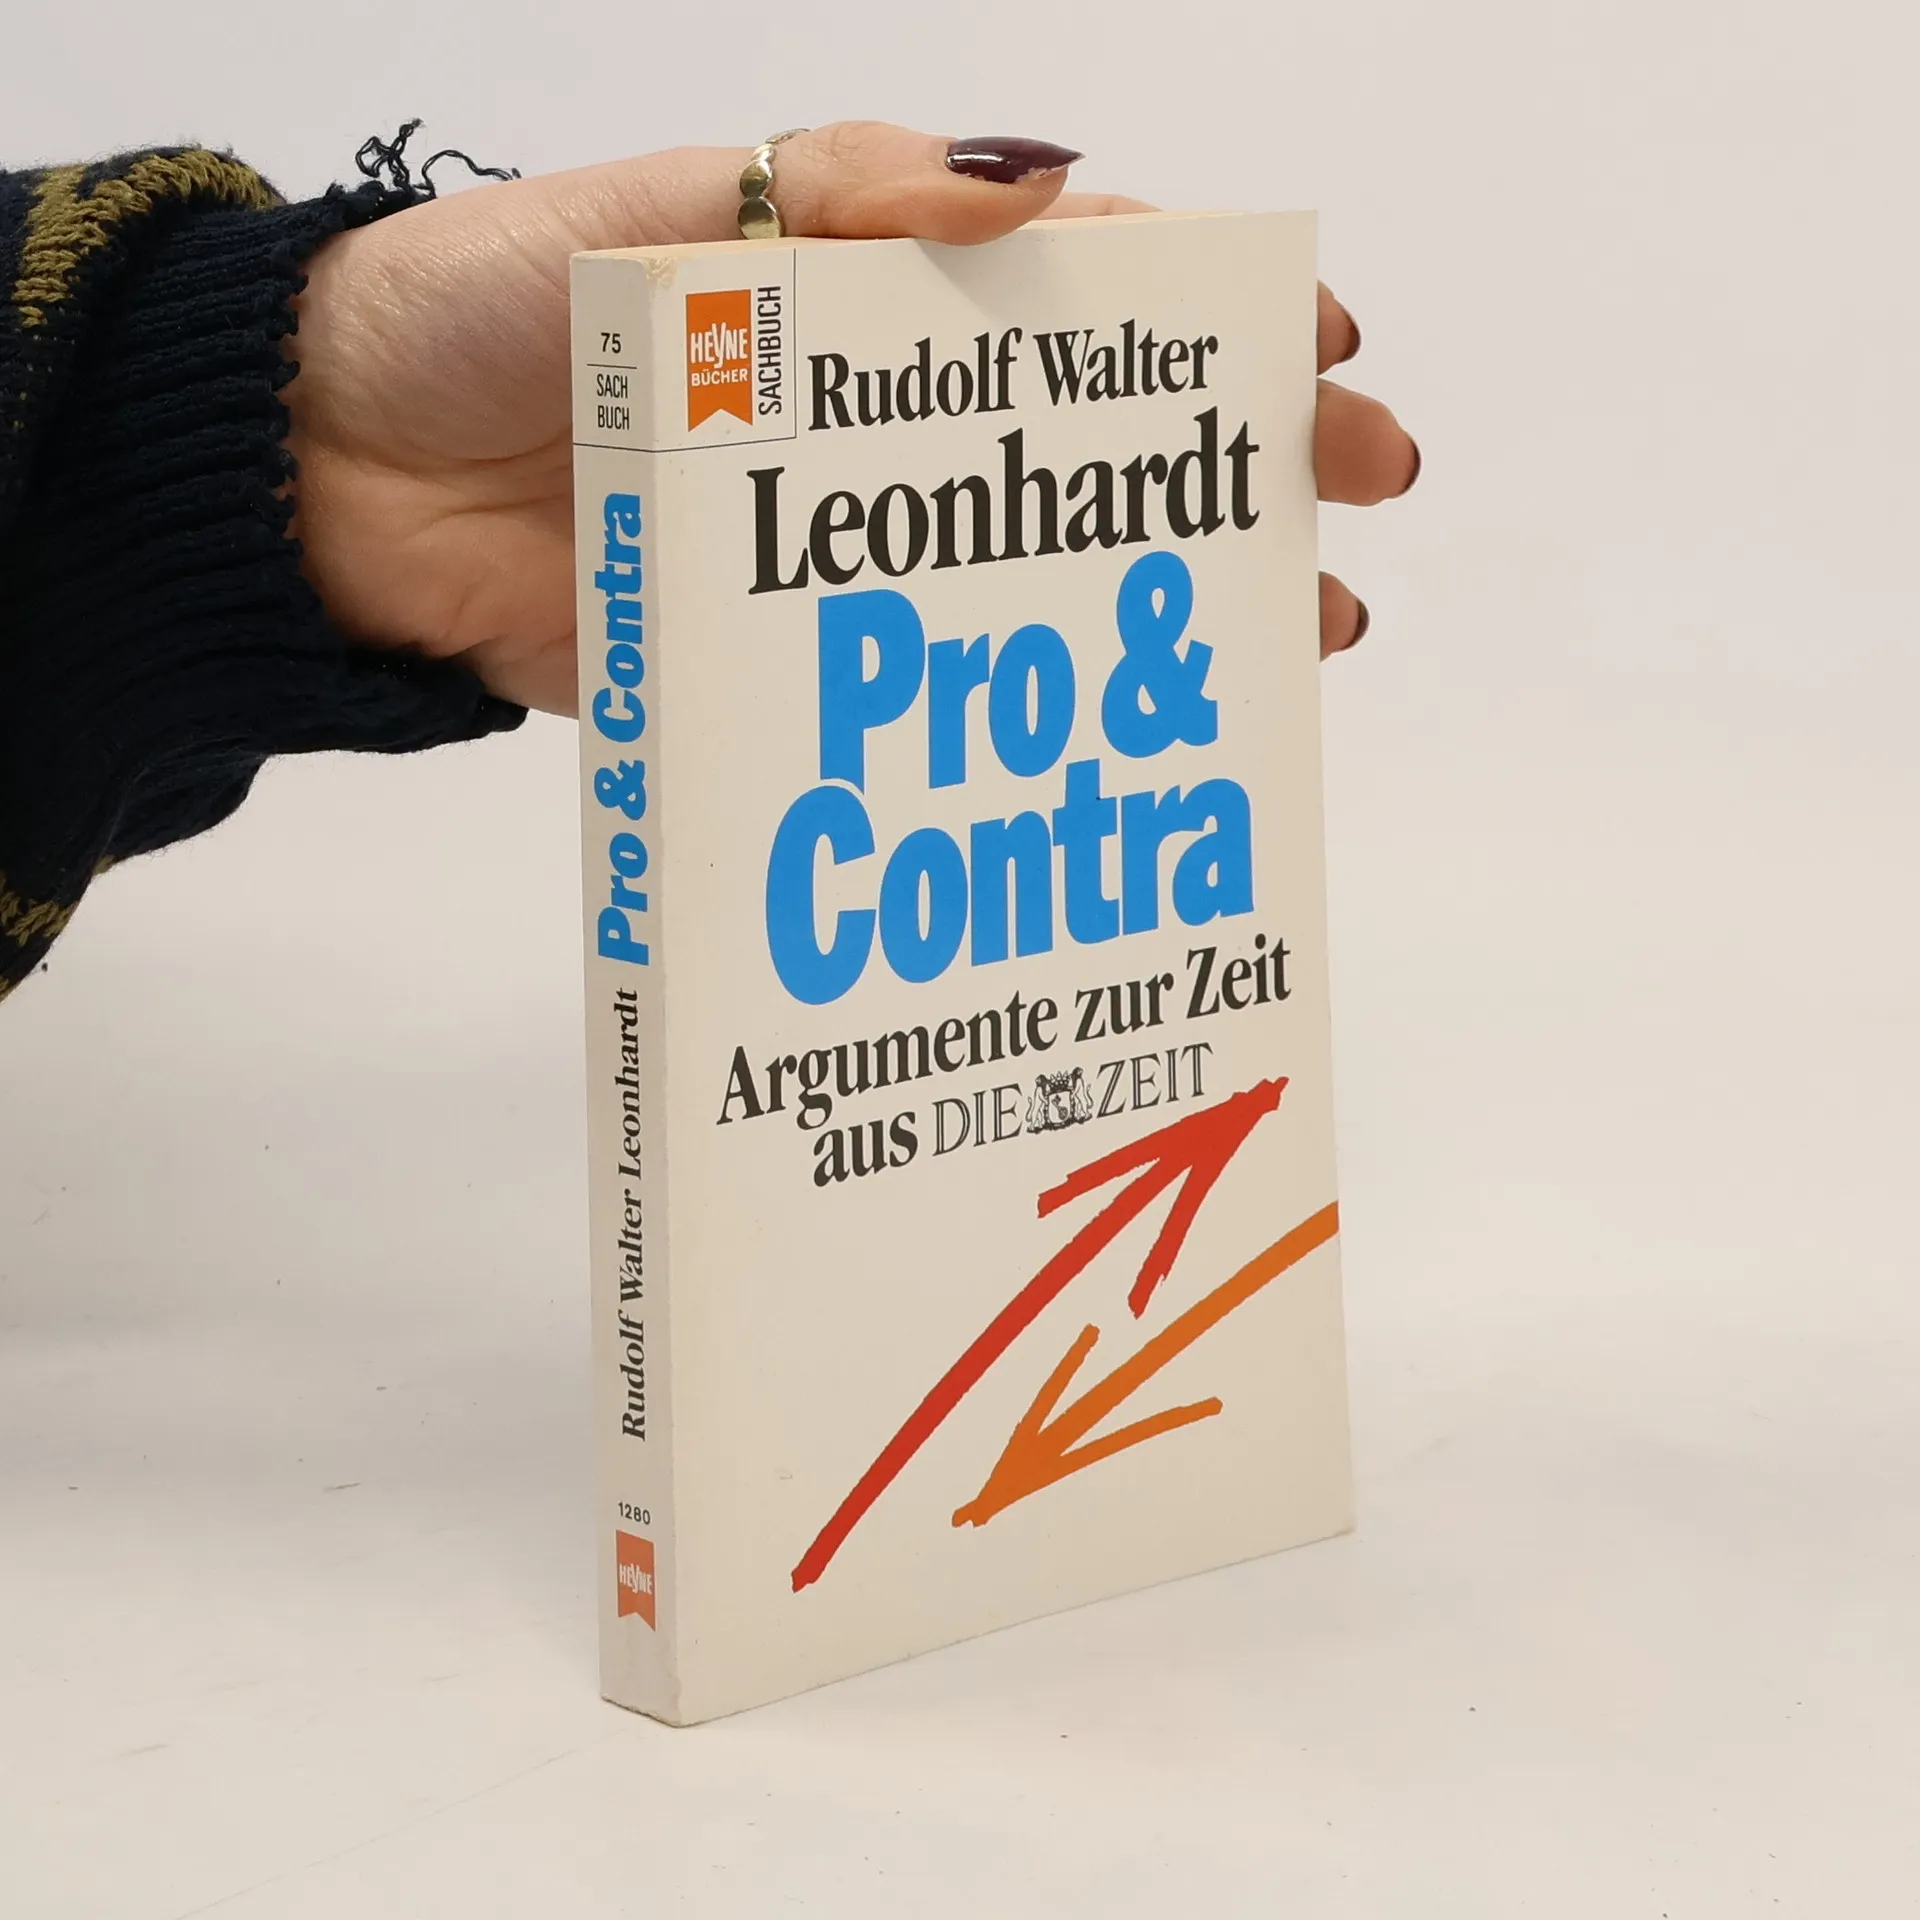 75
SACH
BUCH
Pro & Contra
Rudolf Walter Leonhardt
1280
HEYNE
HEYNE
BÜCHER
SACHBUCH
Rudolf Walter
Leonhardt
Pro &
Contra
Argumente zur Zeit
aus DIE ZEIT